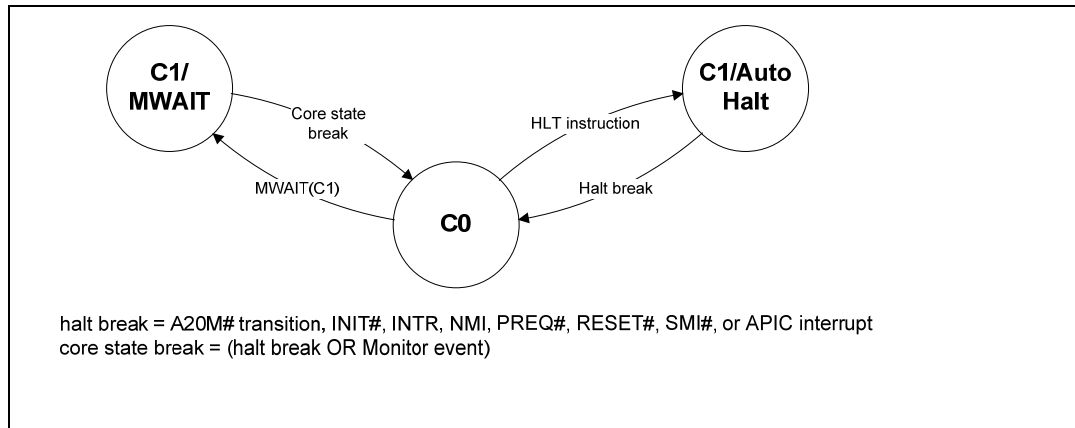 C1/
MWAIT
C1/Auto
Halt
Core state
break
HLT instruction
MWAIT(C1)
Halt break
C0
halt break = A20M# transition, INIT#, INTR, NMI, PREQ#, RESET#, SMI#, or APIC interrupt
core state break = (halt break OR Monitor event)